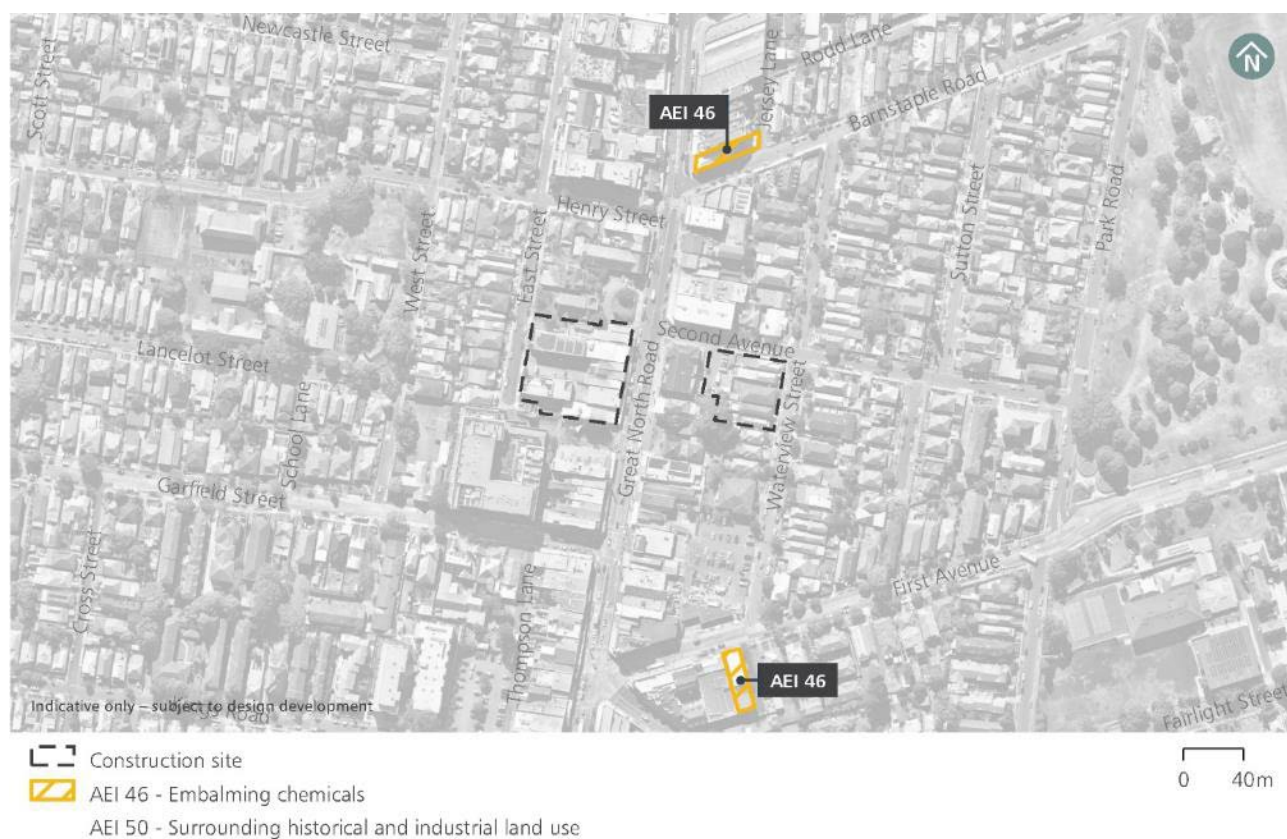 Newcastle Street
Scott Street
Rodd Lane
Jersey Lane
Barnstaple Road
N
AEI 46
Henry Street
West Street
East Street
Sutton Street
Park Road
Lancelot Street
School Lane
Second Avenue
Great North Road
Waterview Street
Garfield Street
Cross Street
Thompson Lane
First Avenue
AEI 46
Kings Road
Indicative only – subject to design development
Fairlight Street
Construction site
AEI 46 - Embalming chemicals
AEI 50 - Surrounding historical and industrial land use
0 40m